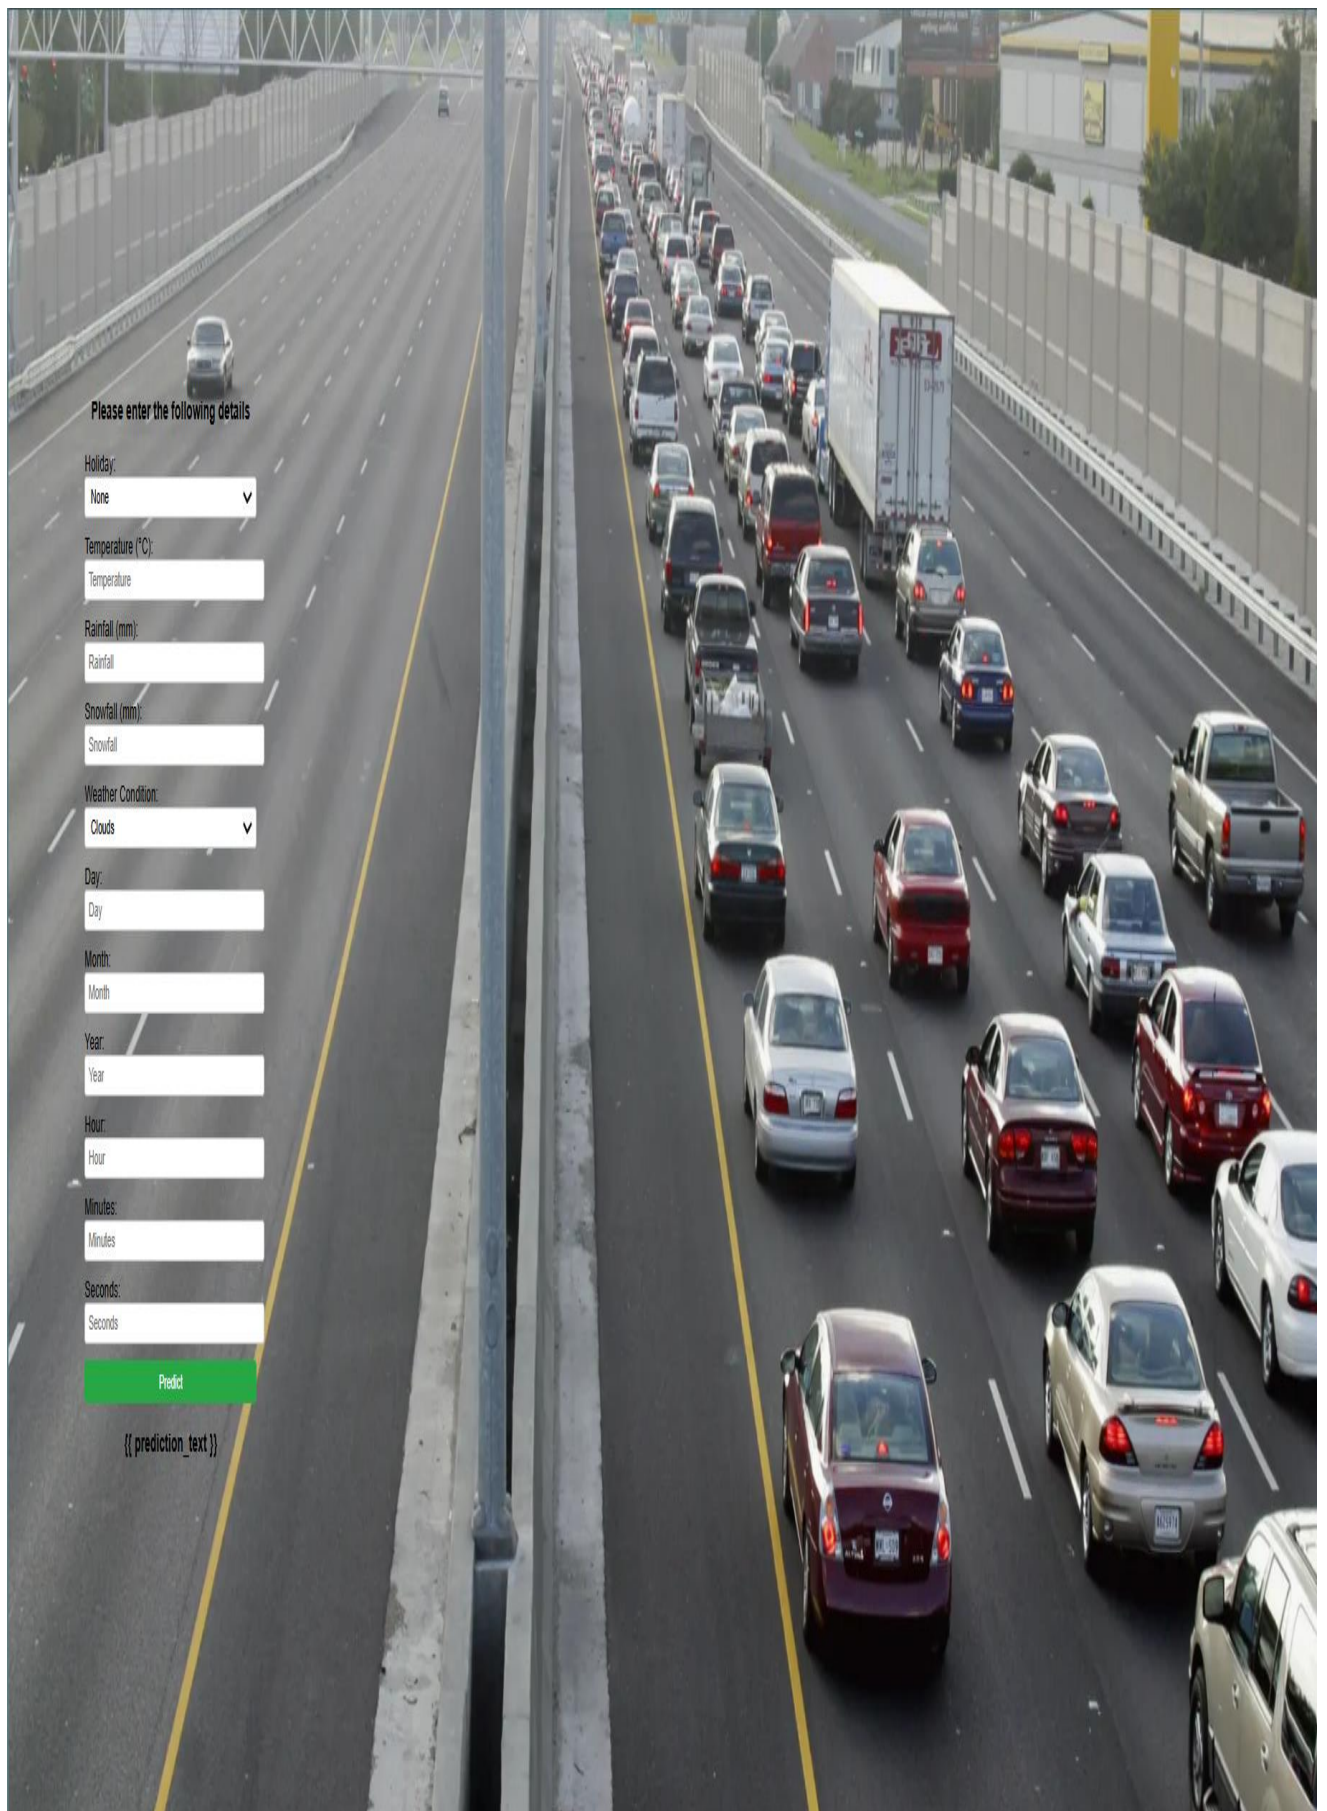 Please enter the following details
Holiday:
None
Temperature (°C):
Temperature
Rainfall (mm):
Rainfall
Snowfall (mm):
Snowfall
Weather Condition:
Clouds
Day:
Day
Month:
Month
Year:
Year
Hour:
Hour
Minutes:
Minutes
Seconds:
Seconds
Predict
{{ prediction_text }}